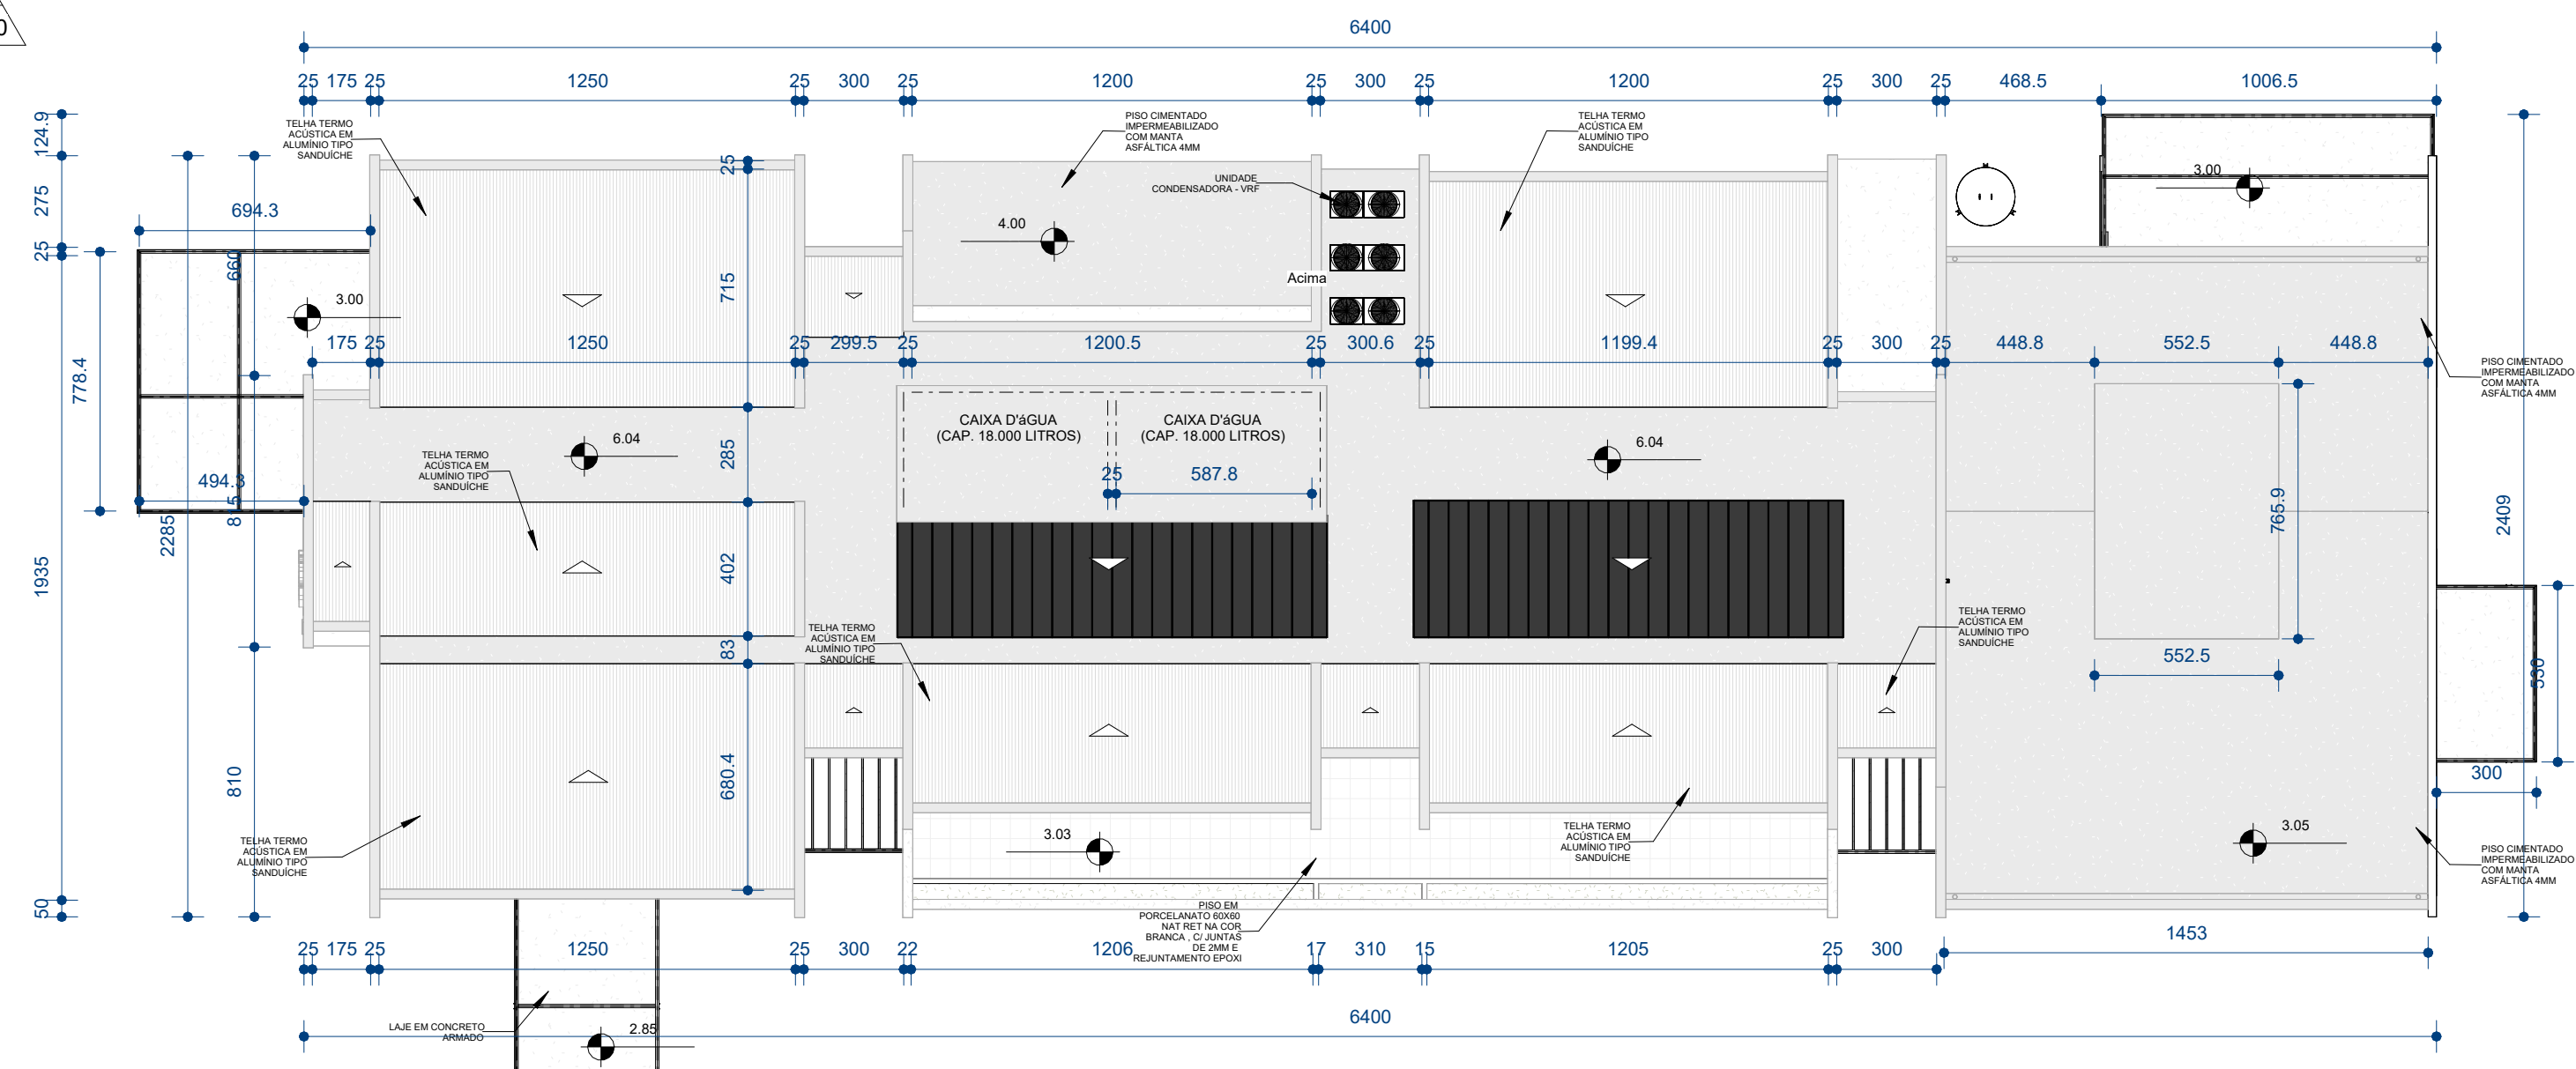 0
6400
25 175 25 1250 25 300 25 1200 25 300 25 1200 25 300 25 468.5 1006.5
124.9
275
25
1935
50
778.4
2285
660
815
810
694.3
494.3
TELHA TERMO
ACÚSTICA EM
ALUMÍNIO TIPO
SANDUÍCHE
PISO CIMENTADO
IMPERMEABILIZADO
COM MANTA
ASFÁLTICA 4MM
UNIDADE
CONDENSADORA - VRF
TELHA TERMO
ACÚSTICA EM
ALUMÍNIO TIPO
SANDUÍCHE
3.00
4.00
Acima
3.00
25
715
285
402
83
680.4
175 25 1250 25 299.5 25 1200.5 25 300.6 25 1199.4 25 300 25 448.8 552.5 448.8
PISO CIMENTADO
IMPERMEABILIZADO
COM MANTA
ASFÁLTICA 4MM
CAIXA D'áGUA
(CAP. 18.000 LITROS)
CAIXA D'áGUA
(CAP. 18.000 LITROS)
6.04
6.04
TELHA TERMO
ACÚSTICA EM
ALUMÍNIO TIPO
SANDUÍCHE
25 587.8
765.9
2409
TELHA TERMO
ACÚSTICA EM
ALUMÍNIO TIPO
SANDUÍCHE
TELHA TERMO
ACÚSTICA EM
ALUMÍNIO TIPO
SANDUÍCHE
552.5
530
300
TELHA TERMO
ACÚSTICA EM
ALUMÍNIO TIPO
SANDUÍCHE
3.03
TELHA TERMO
ACÚSTICA EM
ALUMÍNIO TIPO
SANDUÍCHE
3.05
PISO CIMENTADO
IMPERMEABILIZADO
COM MANTA
ASFÁLTICA 4MM
PISO EM
PORCELANATO 60X60
NAT RET NA COR
BRANCA , C/ JUNTAS
DE 2MM E
REJUNTAMENTO EPOXI
25 175 25 1250 25 300 22 1206 17 310 15 1205 25 300 1453
LAJE EM CONCRETO
ARMADO
2.85
6400